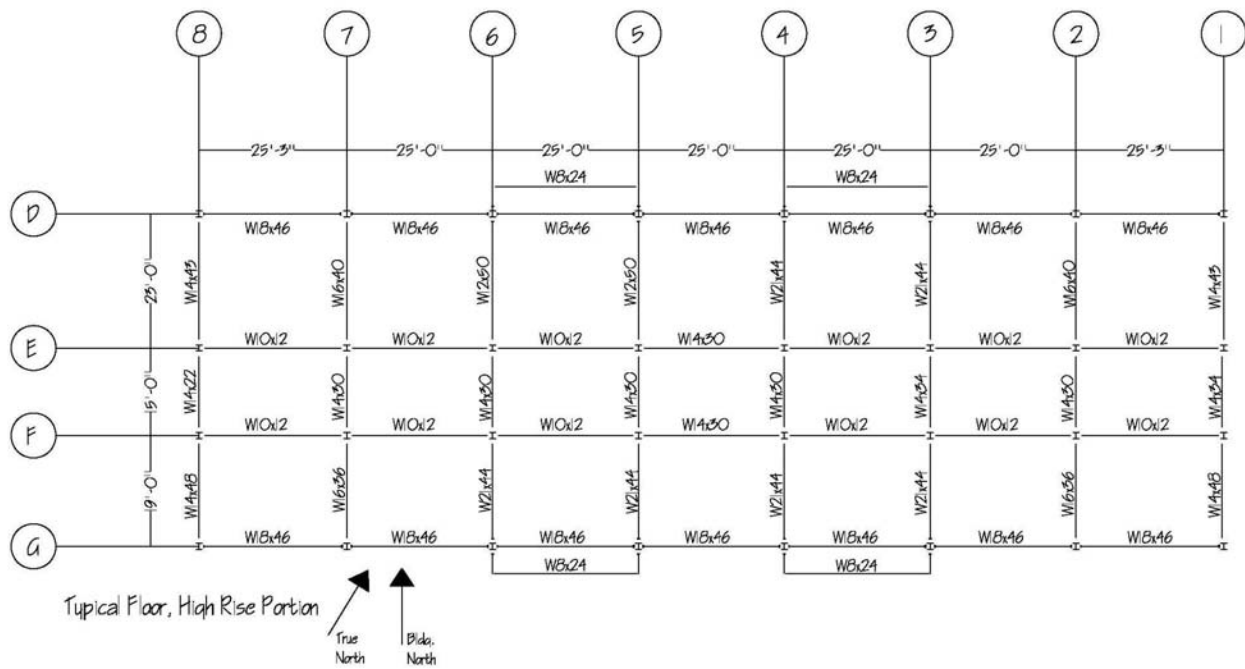 8 7 6 5 4 3 2 1
25'-3" 25'-0" 25'-0" 25'-0" 25'-0" 25'-0" 25'-3"
W8x24 W8x24
D
W18x46 W18x46 W18x46 W18x46 W18x46 W18x46 W18x46
23'-0" W14x43 W16x40 W12x50 W12x50 W21x44 W21x44 W16x40 W14x43
W10x12 W10x12 W10x12 W14x30 W10x12 W10x12 W10x12
E
15'-0" W14x22 W14x30 W14x30 W14x30 W14x30 W14x34 W14x30 W14x34
W10x12 W10x12 W10x12 W14x30 W10x12 W10x12 W10x12
F
19'-0" W14x48 W16x36 W21x44 W21x44 W21x44 W21x44 W16x36 W14x48
W18x46 W18x46 W18x46 W18x46 W18x46 W18x46 W18x46
G
W8x24 W8x24
Typical Floor, High Rise Portion
True
North
Bldg.
North